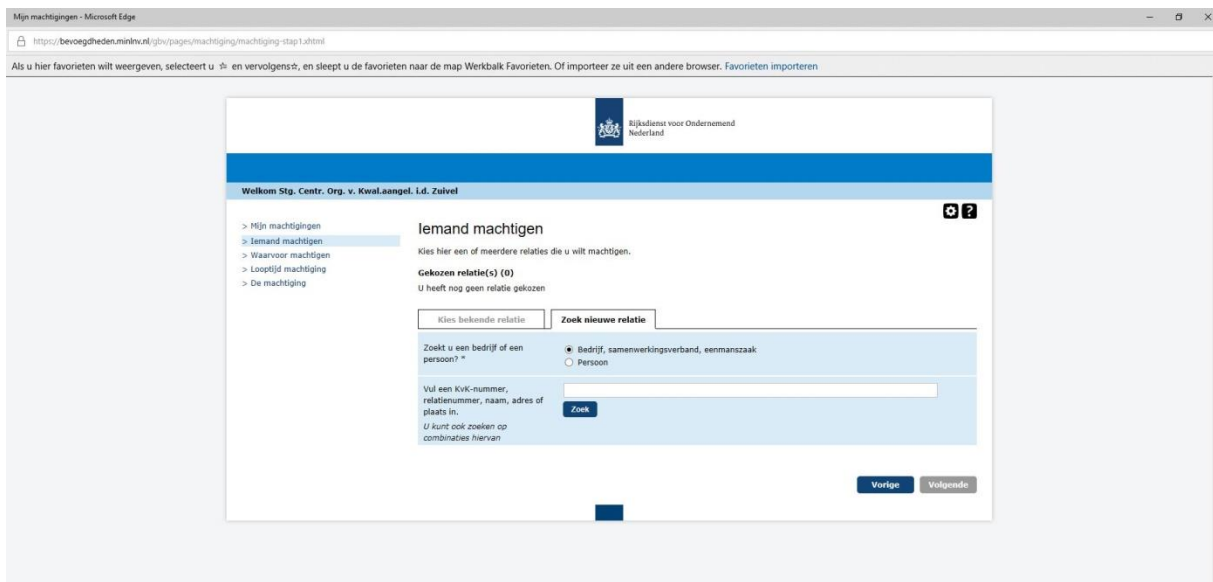 Mijn machtigingen - Microsoft Edge
https://bevoegdheden.minlnv.nl/gbv/pages/machtiging/machtiging-stap1.xhtml
Als u hier favorieten wilt weergeven, selecteert u ☆ en vervolgens☆, en sleept u de favorieten naar de map Werkbalk Favorieten. Of importeer ze uit een andere browser. Favorieten importeren
Rijksdienst voor Ondernemend
Nederland
Welkom Stg. Centr. Org. v. Kwal.aangel. i.d. Zuivel
> Mijn machtigingen
> Iemand machtigen
> Waarvoor machtigen
> Looptijd machtiging
> De machtiging
Iemand machtigen
Kies hier een of meerdere relaties die u wilt machtigen.
Gekozen relatie(s) (0)
U heeft nog geen relatie gekozen
Kies bekende relatie
Zoek nieuwe relatie
Zoekt u een bedrijf of een
persoon? *
Bedrijf, samenwerkingsverband, eenmanszaak
Persoon
Vul een KvK-nummer,
relatienummer, naam, adres of
plaats in.
U kunt ook zoeken op
combinaties hiervan
Zoek
Vorige
Volgende